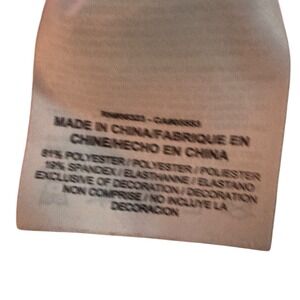 MADE IN CHINA/FABRIQUE EN
CHINE/HECHO EN CHINA
81% POLYESTER / POLYESTER / POLIESTER
19% SPANDEX / ELASTHANNE / ELASTANO
EXCLUSIVE OF DECORATION / DECORATION
NON COMPRISE / NO INCLUYE LA
DECORACION